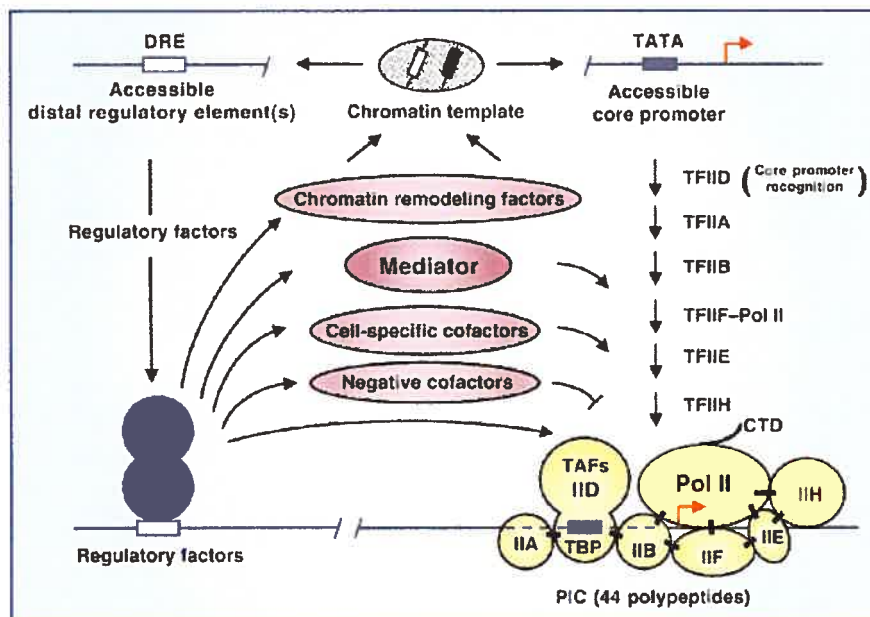 DRE
Accessible
distal regulatory element(s)
Chromatin template
TATA
Accessible
core promoter
Regulatory factors
Chromatin remodeling factors
Mediator
Cell-specific cofactors
Negative cofactors
TFIID (Core promoter
recognition)
TFIIA
TFIIB
TFIIF–Pol II
TFIIE
TFIIH
CTD
TAFs
IID
Pol II
IIH
IIA
TBP
IIB
IIF
IIE
Regulatory factors
PIC (44 polypeptides)